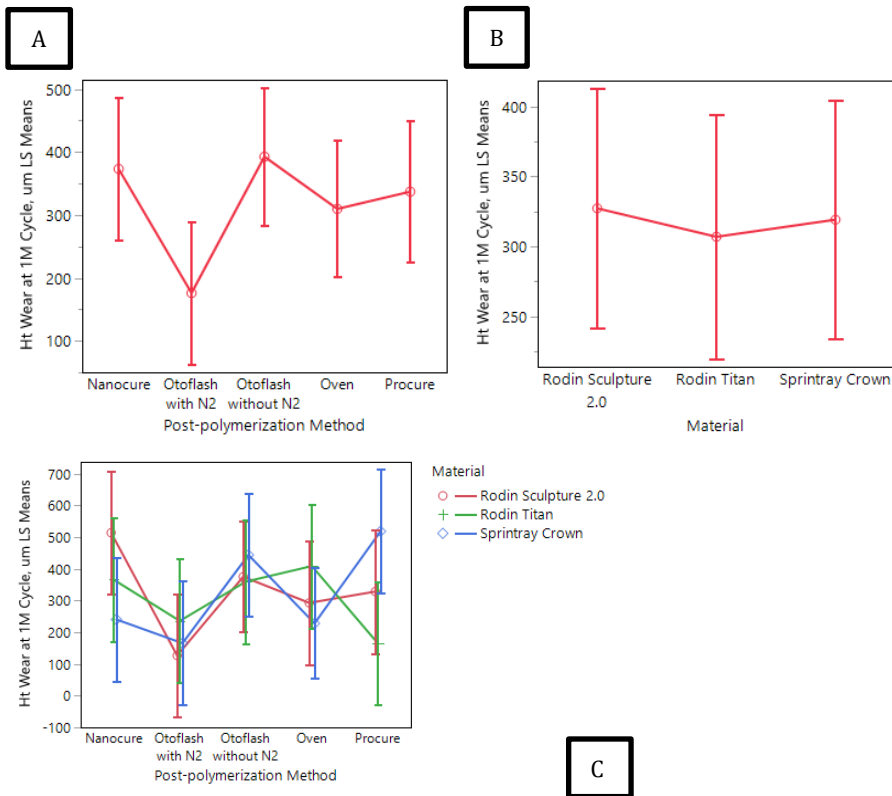 A
B
Ht Wear at 1M Cycle, um LS Means
500
400
300
200
100
Nanocure
Otoflash
with N2
Otoflash
without N2
Oven
Procure
Post-polymerization Method
Ht Wear at 1M Cycle, um LS Means
400
350
300
250
Rodin Sculpture
2.0
Rodin Titan
Sprintray Crown
Material
Ht Wear at 1M Cycle, um LS Means
700
600
500
400
300
200
100
0
-100
Nanocure
Otoflash
with N2
Otoflash
without N2
Oven
Procure
Post-polymerization Method
Material
Rodin Sculpture 2.0
Rodin Titan
Sprintray Crown
C